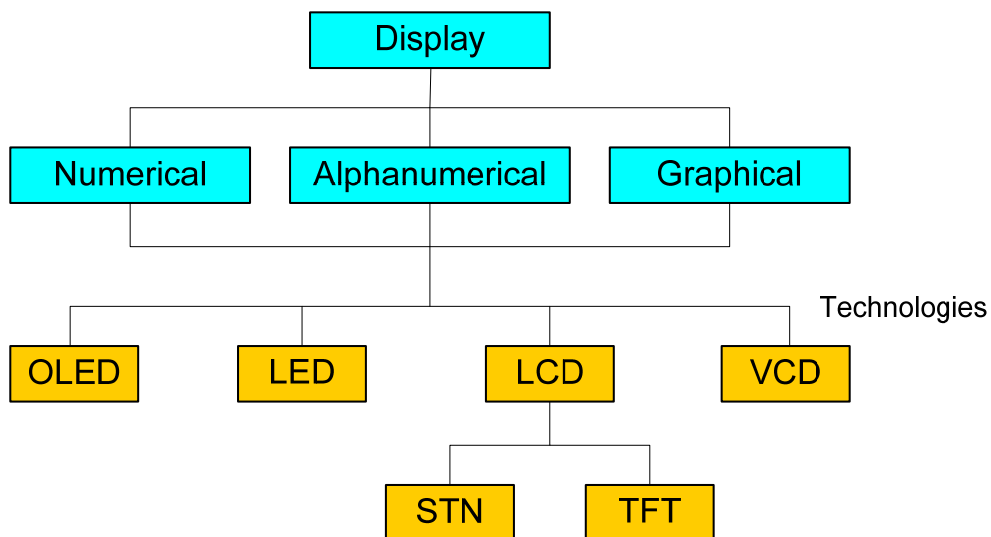 Display
Numerical
Alphanumerical
Graphical
Technologies
OLED
LED
LCD
VCD
STN
TFT